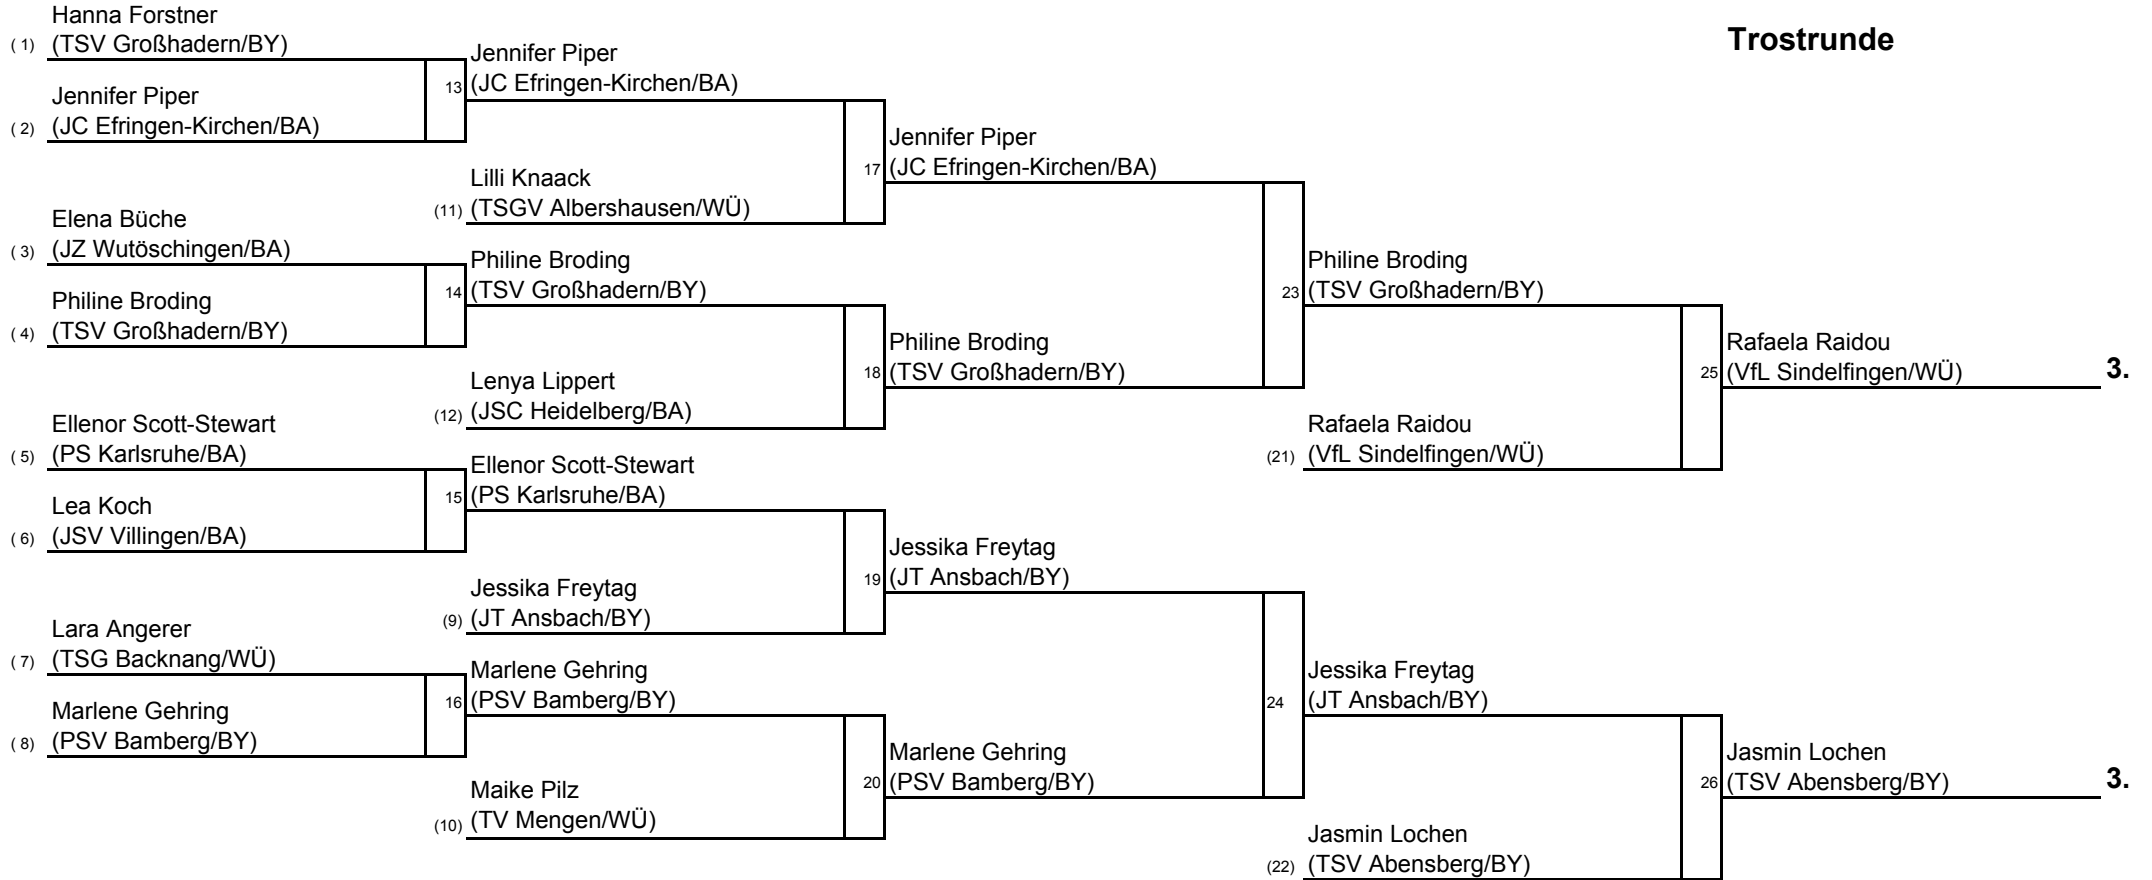 Trostrunde
Hanna Forstner
( 1) (TSV Großhadern/BY)
Jennifer Piper
( 2) (JC Efringen-Kirchen/BA)
Elena Büche
( 3) (JZ Wutöschingen/BA)
Philine Broding
( 4) (TSV Großhadern/BY)
Ellenor Scott-Stewart
( 5) (PS Karlsruhe/BA)
Lea Koch
( 6) (JSV Villingen/BA)
Lara Angerer
( 7) (TSG Backnang/WÜ)
Marlene Gehring
( 8) (PSV Bamberg/BY)
Jennifer Piper
13 (JC Efringen-Kirchen/BA)
Lilli Knaack
(11) (TSGV Albershausen/WÜ)
Philine Broding
14 (TSV Großhadern/BY)
Lenya Lippert
(12) (JSC Heidelberg/BA)
Ellenor Scott-Stewart
15 (PS Karlsruhe/BA)
Jessika Freytag
(9) (JT Ansbach/BY)
Marlene Gehring
16 (PSV Bamberg/BY)
Maike Pilz
(10) (TV Mengen/WÜ)
Jennifer Piper
17 (JC Efringen-Kirchen/BA)
Philine Broding
18 (TSV Großhadern/BY)
Jessika Freytag
19 (JT Ansbach/BY)
Marlene Gehring
20 (PSV Bamberg/BY)
Philine Broding
23 (TSV Großhadern/BY)
Rafaela Raidou
(21) (VfL Sindelfingen/WÜ)
Jessika Freytag
24 (JT Ansbach/BY)
Jasmin Lochen
(22) (TSV Abensberg/BY)
Rafaela Raidou
25 (VfL Sindelfingen/WÜ) 3.
Jasmin Lochen
26 (TSV Abensberg/BY) 3.